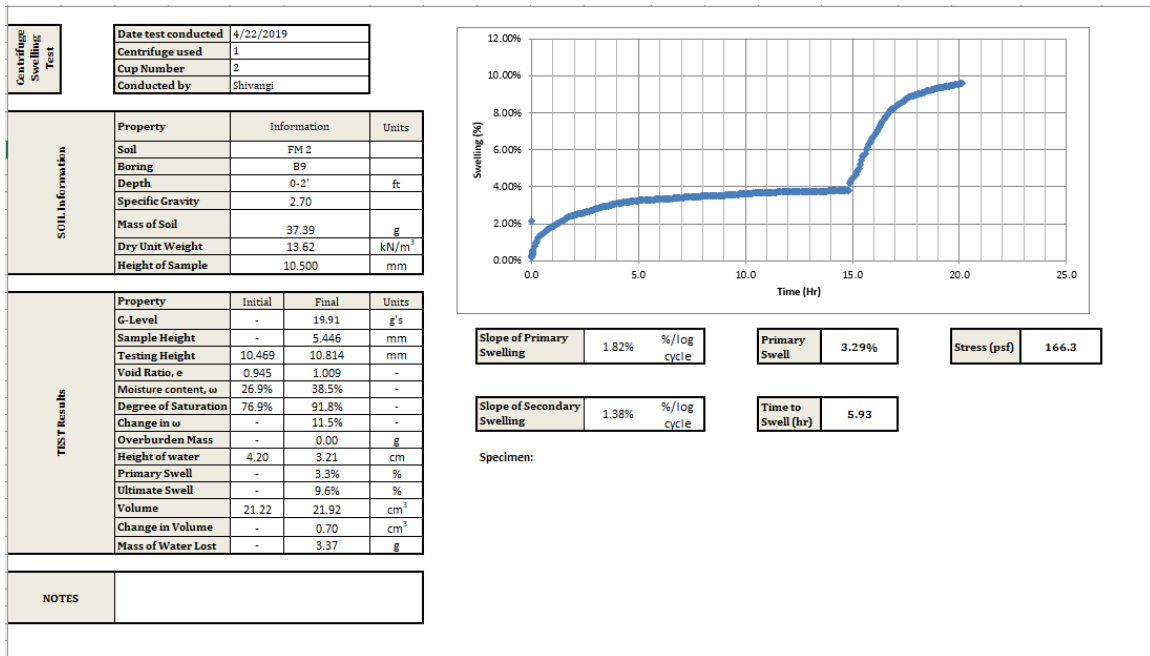 Centrifuge
Swelling
Test
Date test conducted 4/22/2019
Centrifuge used 1
Cup Number 2
Conducted by Shivangi
SOIL Information
Property Information Units
Soil FM 2
Boring B9
Depth 0-2' ft
Specific Gravity 2.70
Mass of Soil 37.39 g
Dry Unit Weight 13.62 kN/m³
Height of Sample 10.500 mm
TEST Results
Property Initial Final Units
G-Level - 19.91 g's
Sample Height - 5.446 mm
Testing Height 10.469 10.814 mm
Void Ratio, e 0.945 1.009 -
Moisture content, ω 26.9% 38.5% -
Degree of Saturation 76.9% 91.8% -
Change in ω - 11.5% -
Overburden Mass - 0.00 g
Height of water 4.20 3.21 cm
Primary Swell - 3.3% %
Ultimate Swell - 9.6% %
Volume 21.22 21.92 cm³
Change in Volume - 0.70 cm³
Mass of Water Lost - 3.37 g
NOTES
Swelling (%)
12.00%
10.00%
8.00%
6.00%
4.00%
2.00%
0.00%
0.0 5.0 10.0 15.0 20.0 25.0
Time (Hr)
Slope of Primary
Swelling
1.82%
%/log
cycle
Primary
Swell
3.29%
Stress (psf) 166.3
Slope of Secondary
Swelling
1.38%
%/log
cycle
Time to
Swell (hr)
5.93
Specimen: